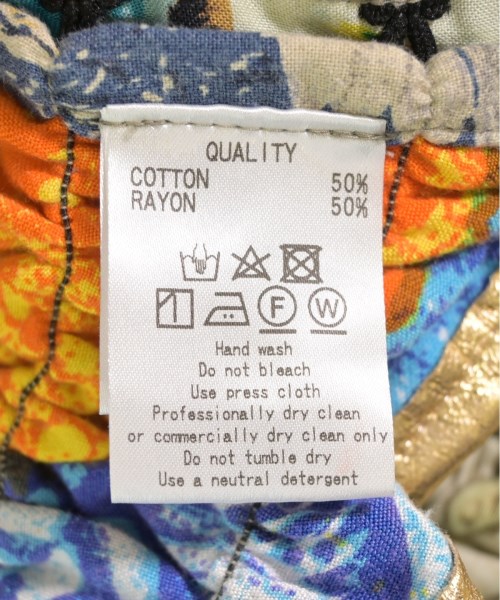 QUALITY
COTTON 50%
RAYON 50%
F W
Hand wash
Do not bleach
Use press cloth
Professionally dry clean
or commercially dry clean only
Do not tumble dry
Use a neutral detergent